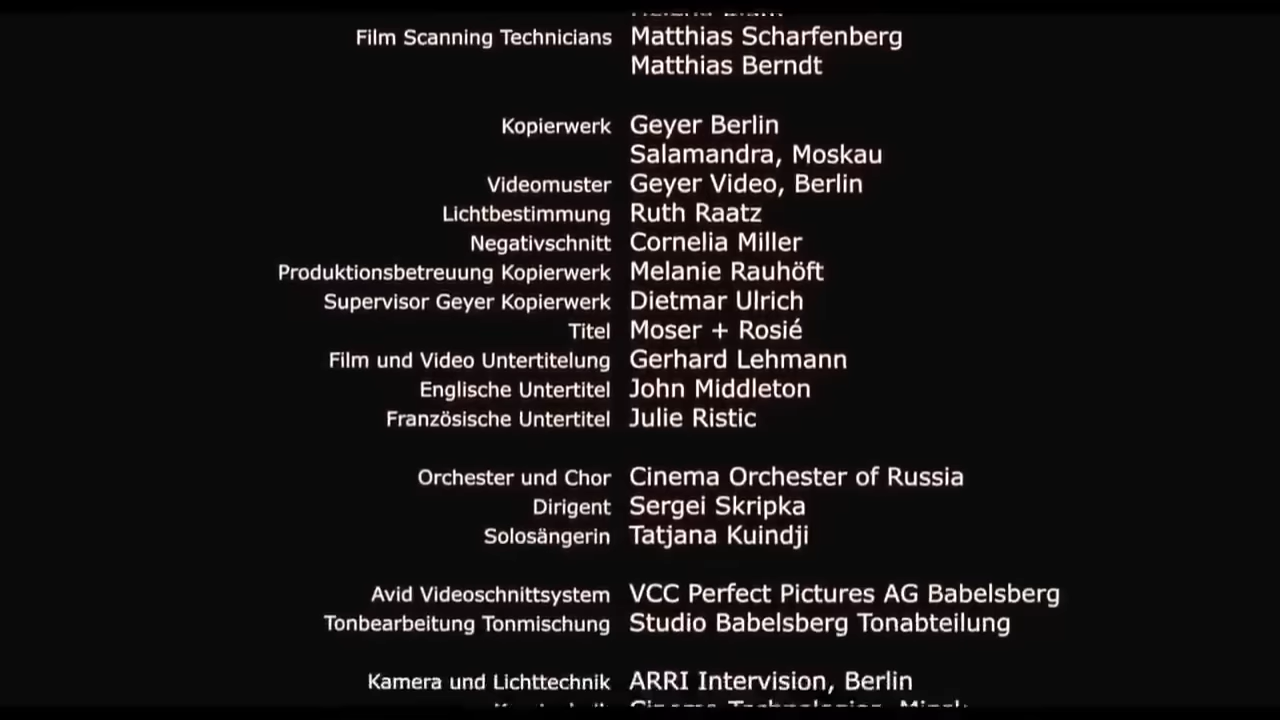 Film Scanning Technicians Matthias Scharfenberg
Matthias Berndt
Kopierwerk Geyer Berlin
Salamandra, Moskau
Videomuster Geyer Video, Berlin
Lichtbestimmung Ruth Raatz
Negativschnitt Cornelia Miller
Produktionsbetreuung Kopierwerk Melanie Rauhöft
Supervisor Geyer Kopierwerk Dietmar Ulrich
Titel Moser + Rosié
Film und Video Untertitelung Gerhard Lehmann
Englische Untertitel John Middleton
Französische Untertitel Julie Ristic
Orchester und Chor Cinema Orchester of Russia
Dirigent Sergei Skripka
Solosängerin Tatjana Kuindji
Avid Videoschnittsystem VCC Perfect Pictures AG Babelsberg
Tonbearbeitung Tonmischung Studio Babelsberg Tonabteilung
Kamera und Lichttechnik ARRI Intervision, Berlin